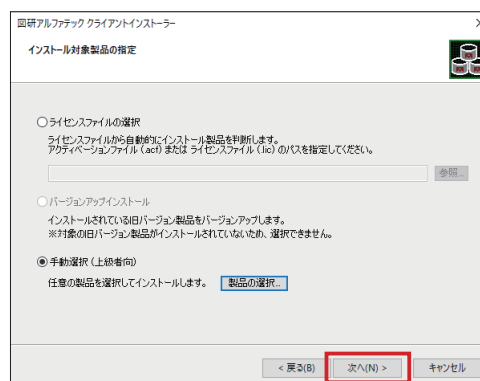 図研アルファテック クライアントインストーラー
インストール対象製品の指定
ライセンスファイルの選択
ライセンスファイルから自動的にインストール製品を判断します。
アクティベーションファイル（.act）または ライセンスファイル（.lic）のパスを指定してください。
参照...
バージョンアップインストール
インストールされている旧バージョン製品をバージョンアップします。
※対象の旧バージョン製品がインストールされていないため、選択できません。
手動選択（上級者向）
任意の製品を選択してインストールします。 製品の選択...
< 戻る(B) 次へ(N) > キャンセル